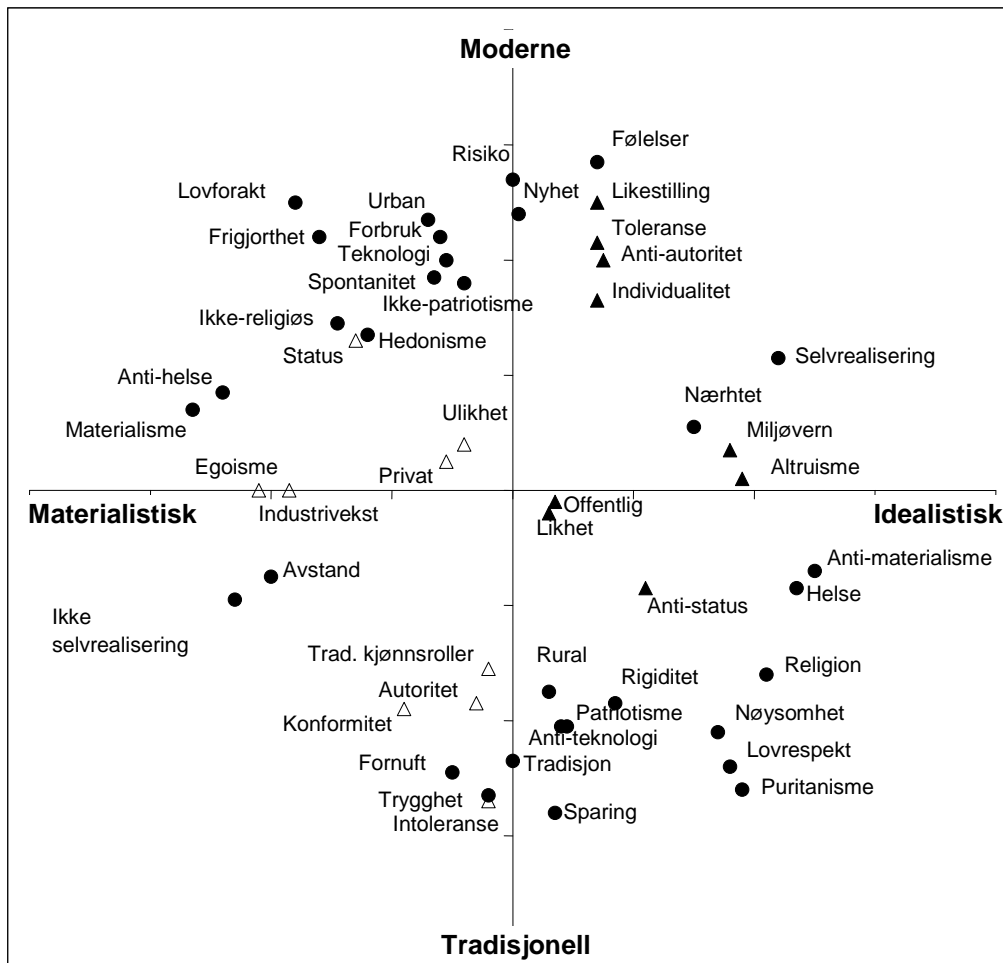 Moderne
Følelser
Risiko
Lovforakt
Urban
Nyhet
Likestilling
Frigjorthet
Forbruk
Toleranse
Teknologi
Anti-autoritet
Spontanitet
Ikke-patriotisme
Individualitet
Ikke-religiøs
Status
Hedonisme
Selvrealisering
Anti-helse
Nærhtet
Materialisme
Ulikhet
Miljøvern
Egoisme
Privat
Altruisme
Materialistisk
Industrivekst
Offentlig
Likhet
Idealistisk
Avstand
Anti-materialisme
Helse
Anti-status
Ikke
selvrealisering
Trad. kjønnsroller
Rural
Rigiditet
Religion
Autoritet
Konformitet
Patriotisme
Nøysomhet
Anti-teknologi
Fornuft
Tradisjon
Lovrespekt
Trygghet
Puritanisme
Intoleranse
Sparing
Tradisjonell